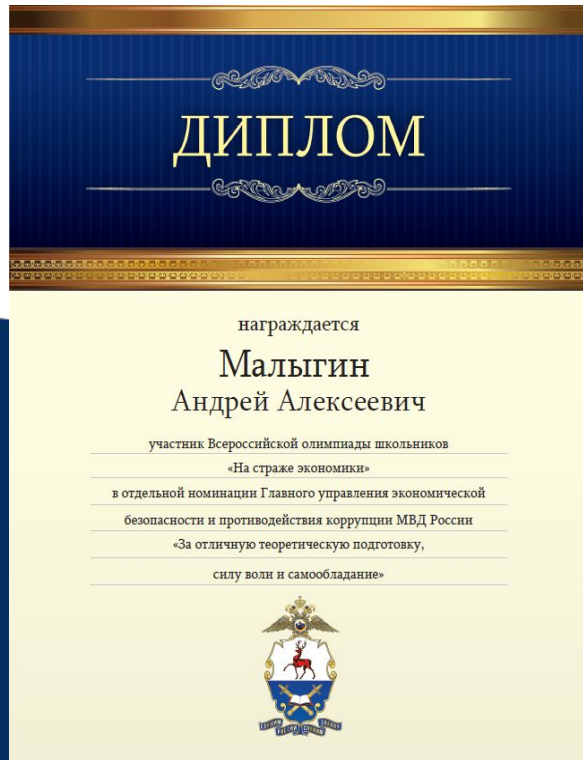 ДИПЛОМ
награждается
Малыгин
Андрей Алексеевич
участник Всероссийской олимпиады школьников
«На страже экономики»
в отдельной номинации Главного управления экономической
безопасности и противодействия коррупции МВД России
«За отличную теоретическую подготовку,
силу воли и самообладание»